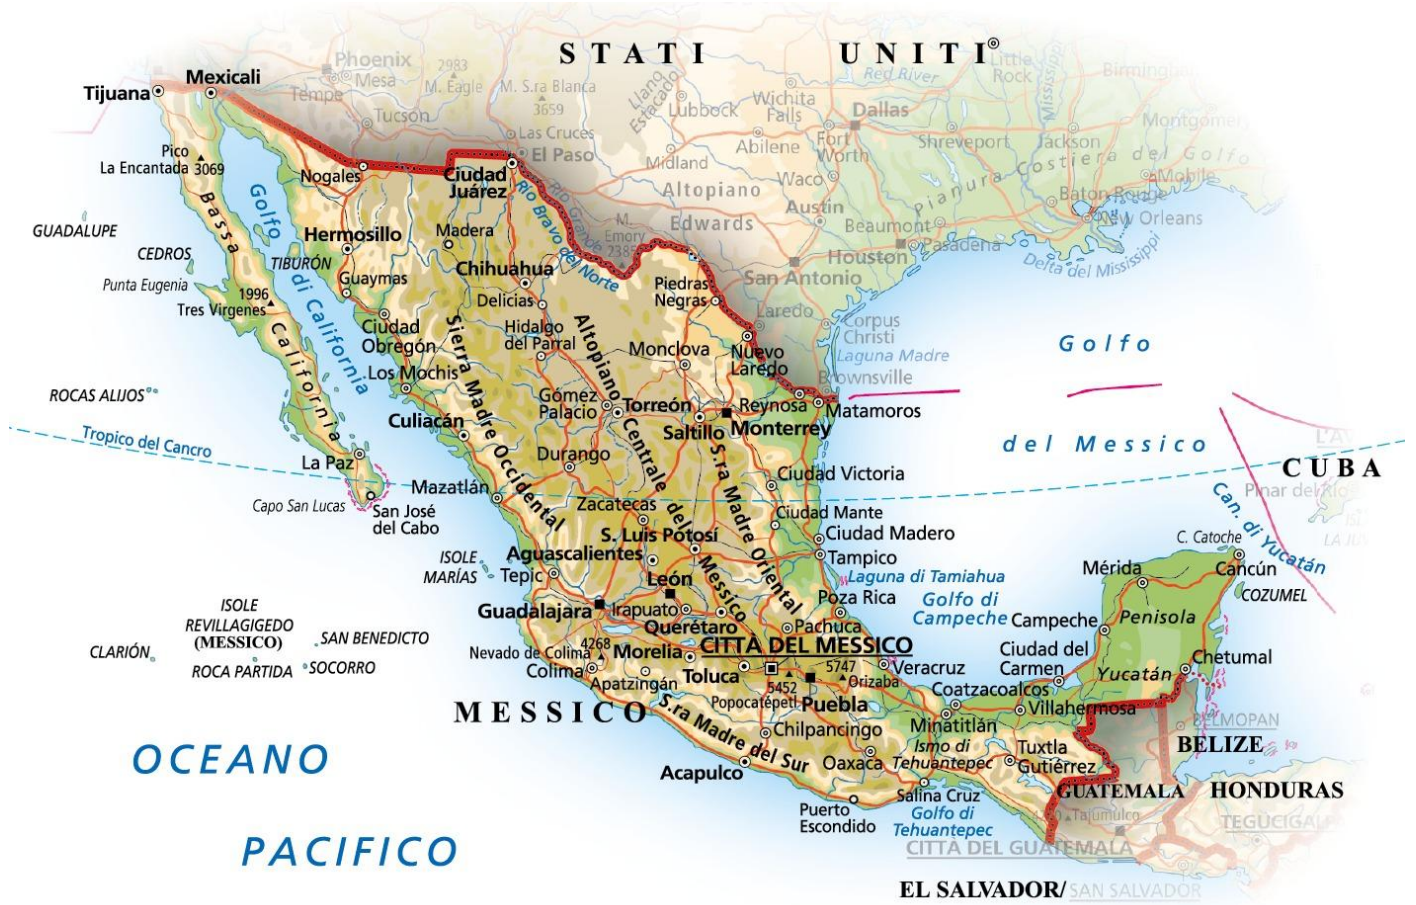 STATI UNITI
Little
Rock
Birmingham
Phoenix
Mesa
Tempe
2983
M. Eagle
M. S.ra Blanca
3659
Llano
Estacado
Red River
Mississippi
Mexicali
Tijuana
Tucsón
Lubbock
Wichita
Falls
Dallas
Las Cruces
El Paso
Abilene
Fort
Worth
Shreveport
Jackson
Montgomery
Pico
La Encantada 3069
Nogales
Ciudad
Juárez
Midland
Altopiano
Edwards
Waco
Austin
Pianura Costiera del Golfo
Mobile
Baton Rouge
New Orleans
Beaumont
Houston
Pasadena
Delta del Mississippi
San Antonio
Rio Grande
Río Bravo del Norte
M.
Emory
2385
GUADALUPE
Bassa California
Golfo di California
Hermosillo
Madera
CEDROS
TIBURÓN
Punta Eugenia
Guaymas
Chihuahua
Delicias
Piedras
Negras
1996
Tres Virgenes
Ciudad
Obregón
Hidalgo
del Parral
Laredo
Corpus
Christi
Laguna Madre
Golfo
del Messico
Monclova
Nuevo
Laredo
Brownsville
Los Mochis
Sierra Madre Occidental
Altopiano Centrale del Messico
ROCAS ALIJOS
Gómez
Palacio
Torreón
Reynosa
Matamoros
Culiacán
Saltillo
Monterrey
Tropico del Cancro
CUBA
Pinar del Río
La Paz
Durango
S.ra Madre Oriental
Ciudad Victoria
Mazatlán
Capo San Lucas
San José
del Cabo
Zacatecas
Ciudad Mante
Can. di Yucatán
S. Luis Potosí
Ciudad Madero
C. Catoche
Aguascalientes
Tampico
ISOLE
MARÍAS
Tepic
León
Laguna di Tamiahua
Mérida
Cancún
COZUMEL
ISOLE
REVILLAGIGEDO
(MESSICO)
Guadalajara
Irapuato
Poza Rica
Golfo di
Campeche
Penisola
Yucatán
Campeche
Querétaro
Pachuca
CLARIÓN
SAN BENEDICTO
ROCA PARTIDA
SOCORRO
Nevado de Colima
4268
Morelia
CITTÀ DEL MESSICO
Ciudad del
Carmen
Chetumal
Colima
Apatzingán
Toluca
5452
Popocatépetl
5747
Orizaba
Puebla
Veracruz
Coatzacoalcos
Villahermosa
MESSICO
S.ra Madre del Sur
Chilpancingo
Minatitlán
BELMOPAN
BELIZE
OCEANO
PACIFICO
Acapulco
Oaxaca
Ismo di
Tehuantepec
Tuxtla
Gutiérrez
Puerto
Escondido
Salina Cruz
Golfo di
Tehuantepec
GUATEMALA
HONDURAS
Tajumulco
CITTÀ DEL GUATEMALA
EL SALVADOR/ SAN SALVADOR